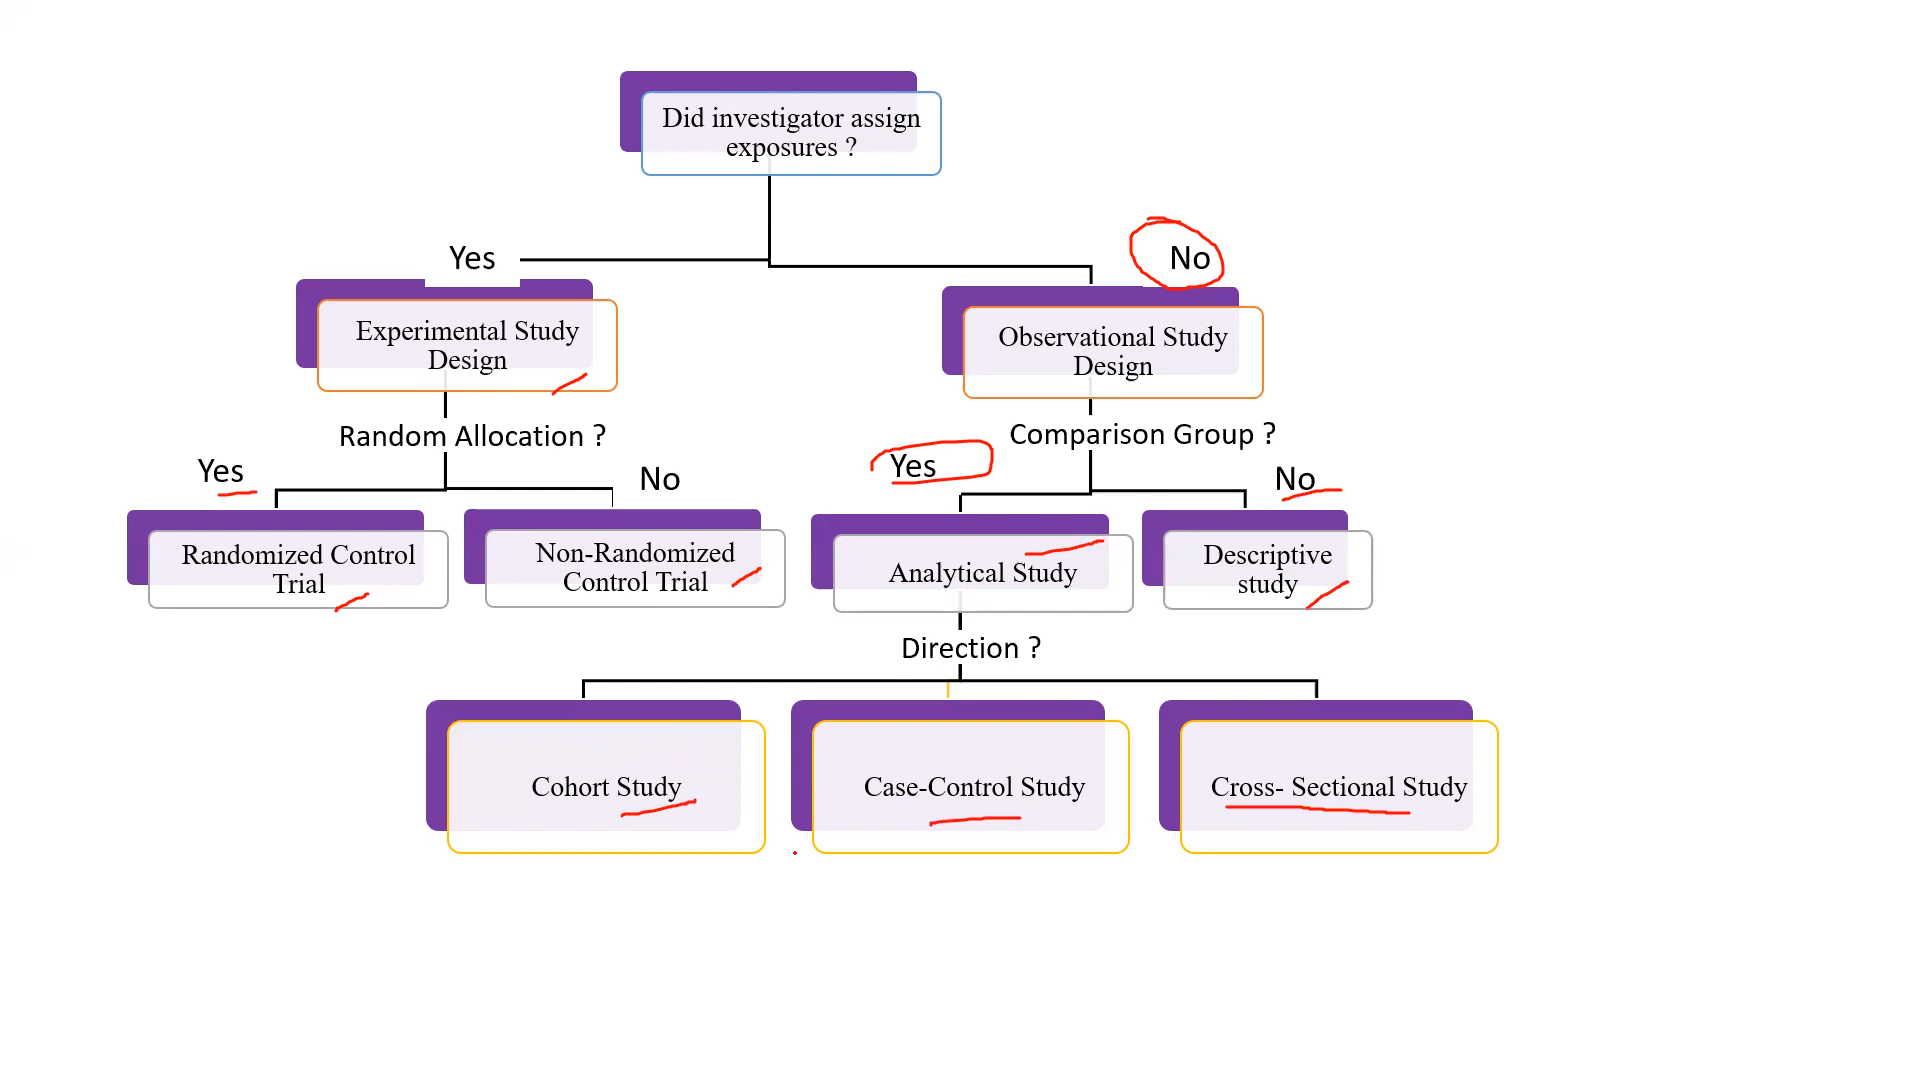 Did investigator assign
exposures ?
Yes
No
Experimental Study
Design
Observational Study
Design
Random Allocation ?
Comparison Group ?
Yes
No
Yes
No
Randomized Control
Trial
Non-Randomized
Control Trial
Analytical Study
Descriptive
study
Direction ?
Cohort Study
Case-Control Study
Cross- Sectional Study